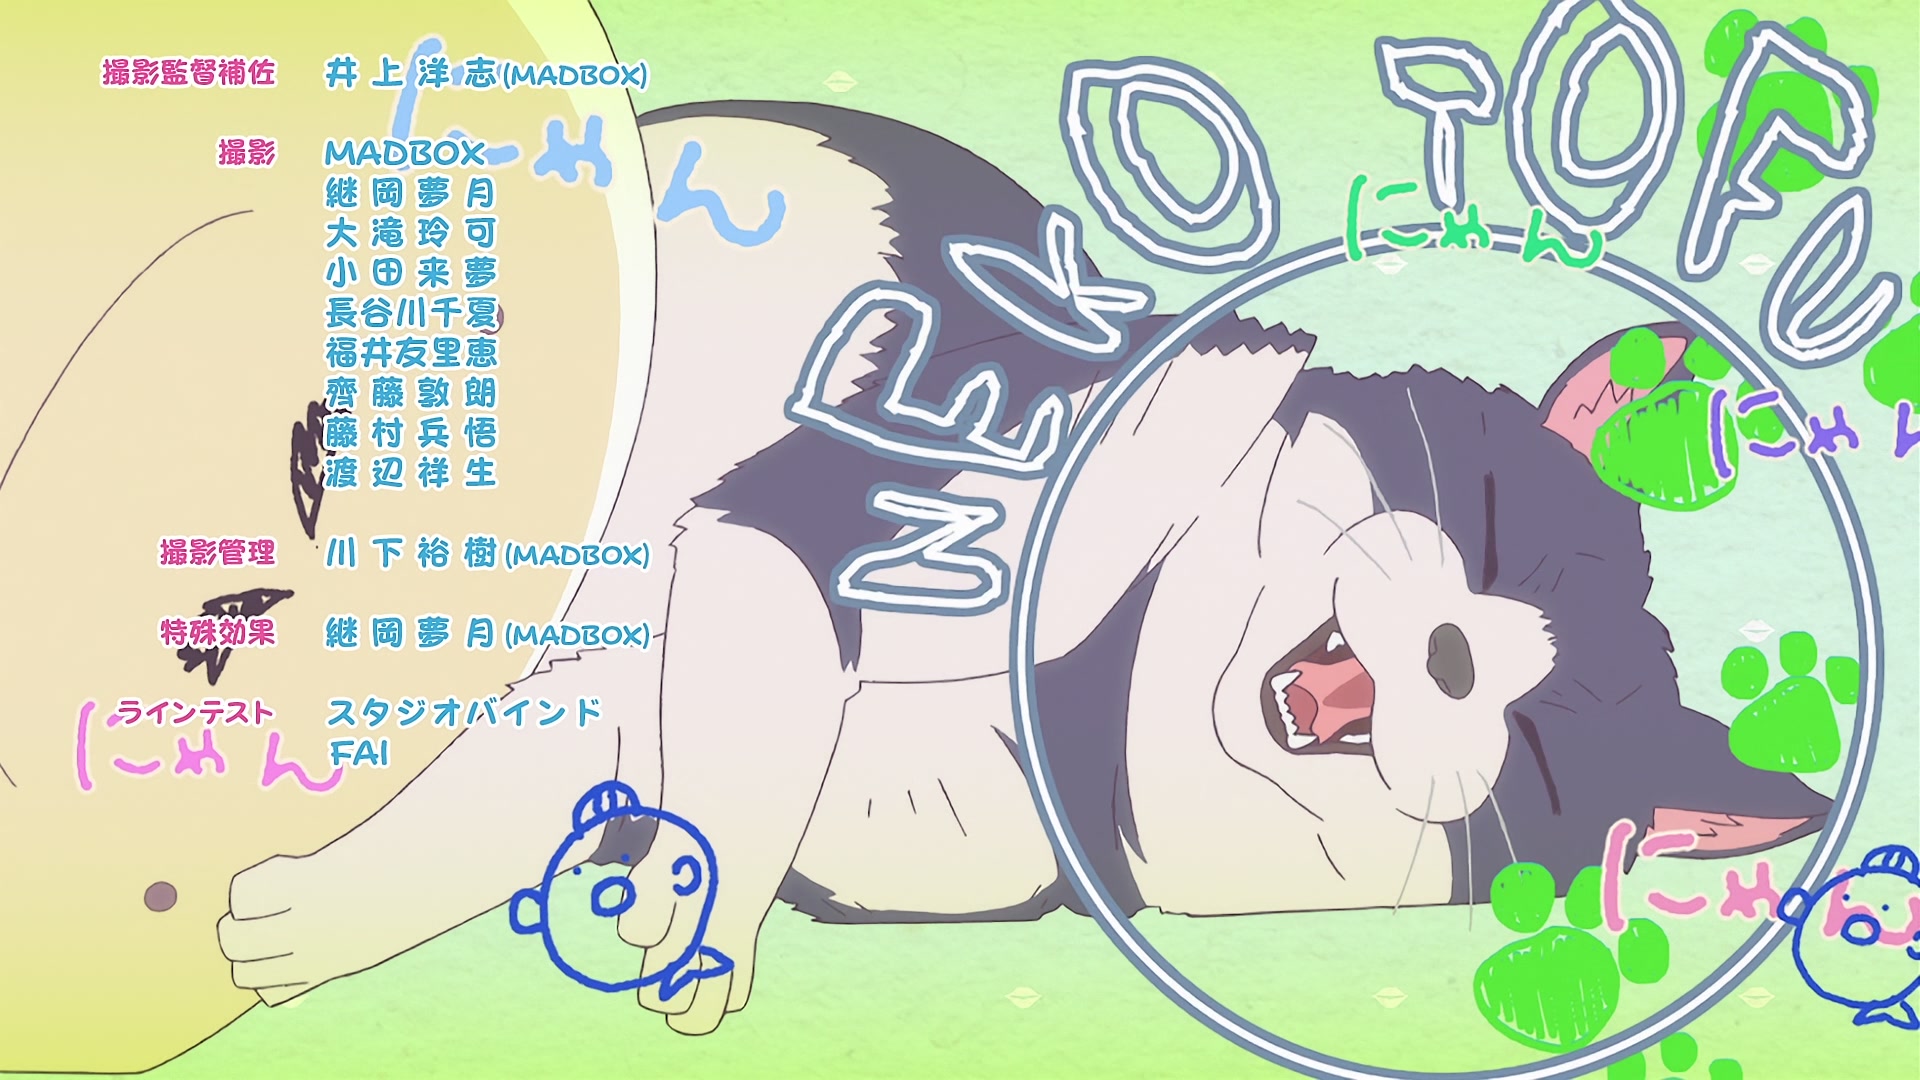 撮影監督補佐 井上洋志(MADBOX)
撮影 MADBOX
継岡夢月
大滝玲可
小田来夢
長谷川千夏
福井友里恵
齊藤敦朗
藤村兵悟
渡辺祥生
撮影管理 川下裕樹(MADBOX)
特殊効果 継岡夢月(MADBOX)
ラインテスト スタジオバインド
FAI
にゃん
NEKO TOFU
にゃん
にゃん
にゃん
にゃん